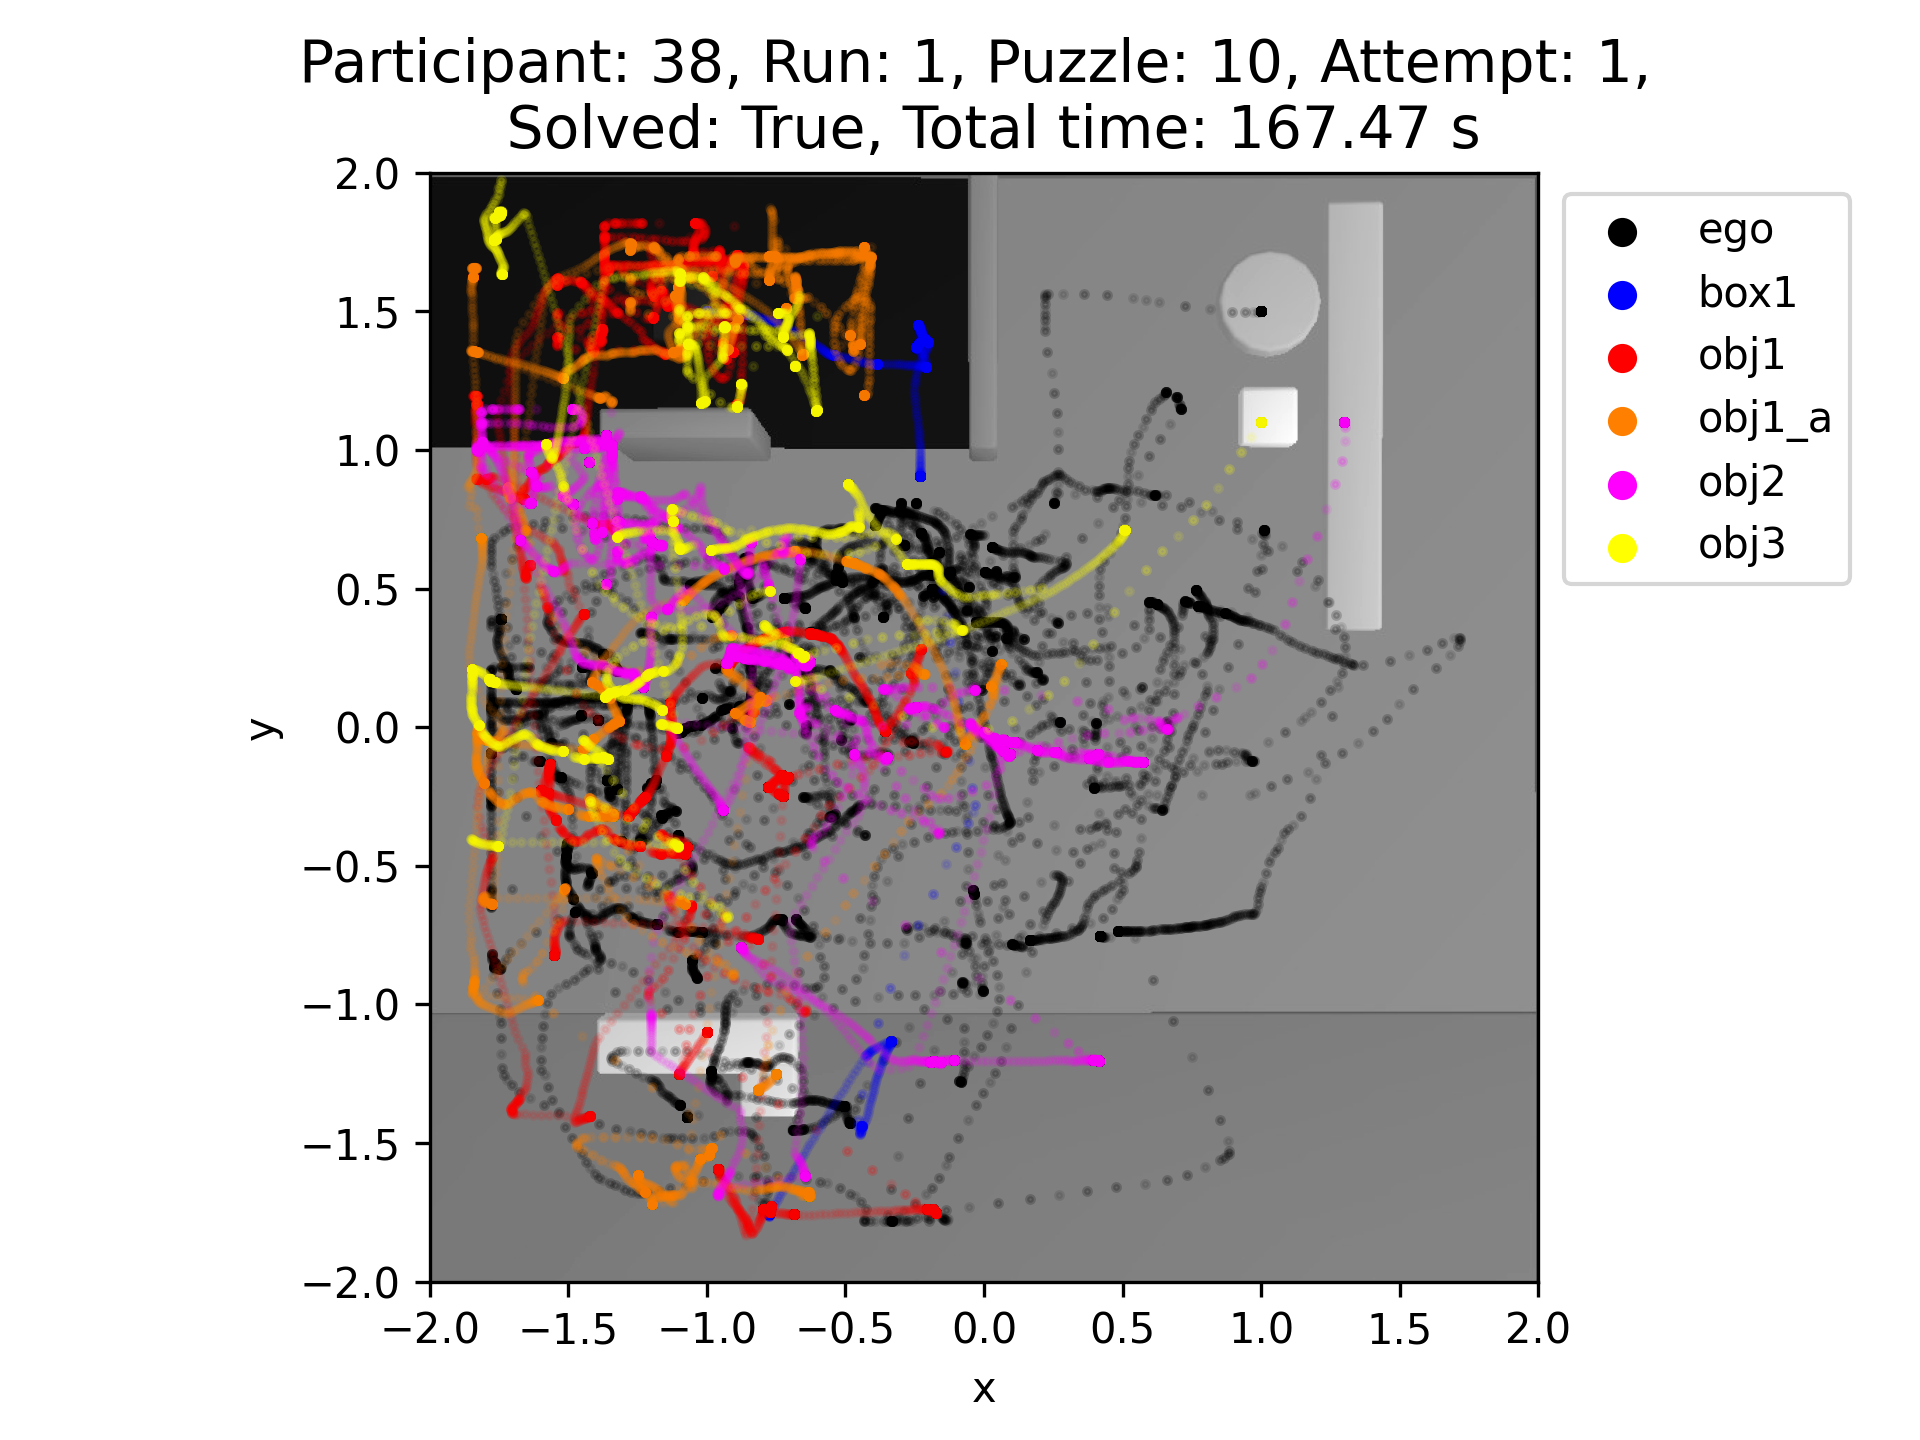 Participant: 38, Run: 1, Puzzle: 10, Attempt: 1,
Solved: True, Total time: 167.47 s
2.0
1.5
1.0
0.5
0.0
−0.5
−1.0
−1.5
−2.0
y
−2.0 −1.5 −1.0 −0.5 0.0 0.5 1.0 1.5 2.0
x
ego
box1
obj1
obj1_a
obj2
obj3